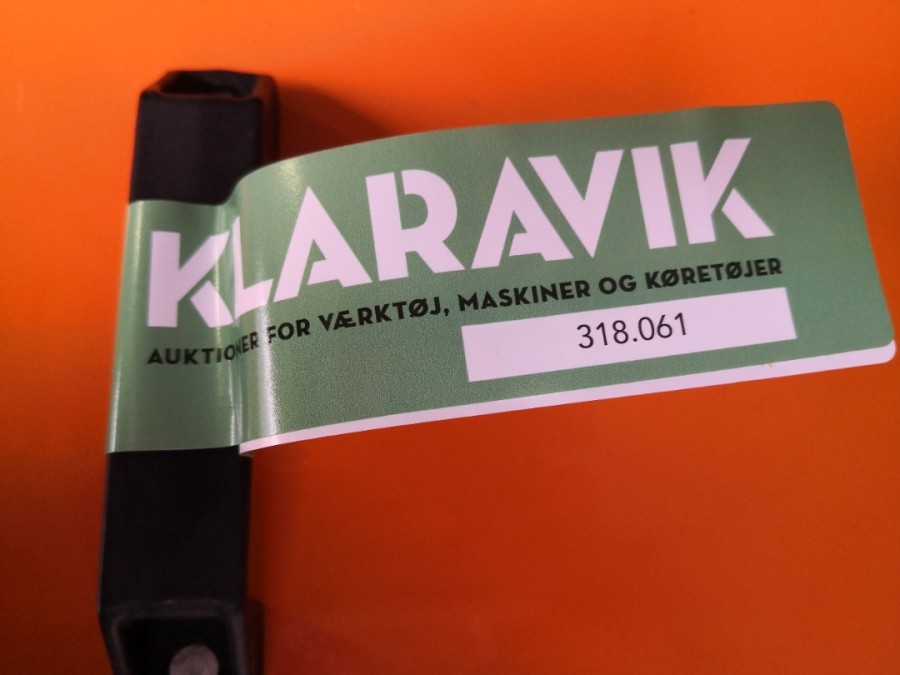 KLARAVIK
AUKTIONER FOR VÆRKTØJ, MASKINER OG KØRETØJER
318.061